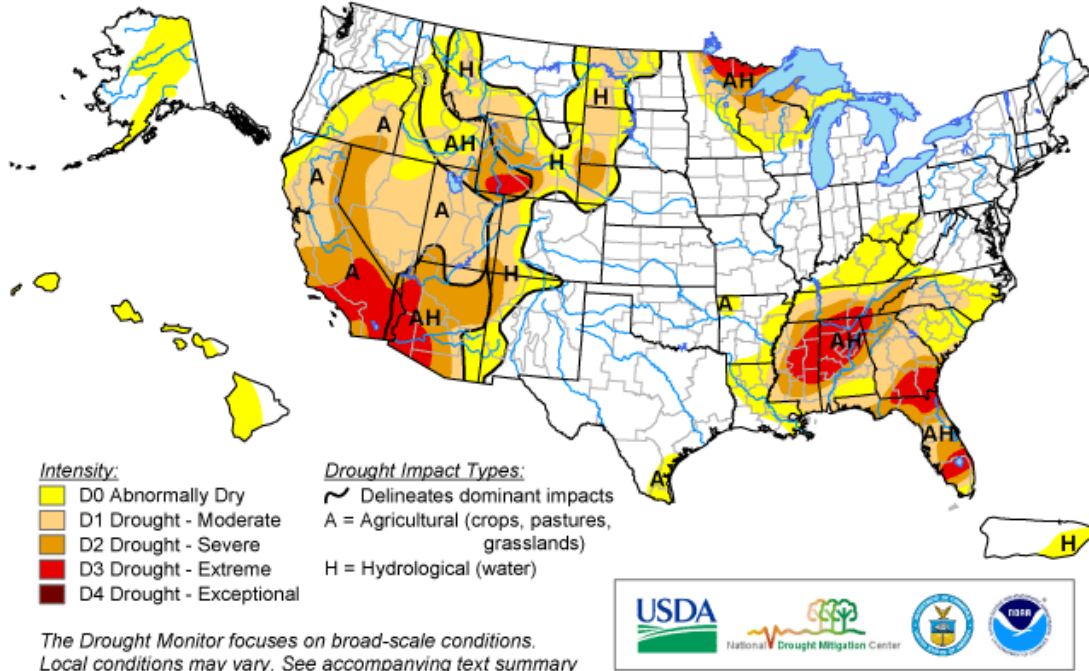 H
H
A
AH
A
H
A
A
H
AH
AH
A
AH
AH
A
H
Intensity:
D0 Abnormally Dry
D1 Drought - Moderate
D2 Drought - Severe
D3 Drought - Extreme
D4 Drought - Exceptional
Drought Impact Types:
Delineates dominant impacts
A = Agricultural (crops, pastures,
grasslands)
H = Hydrological (water)
The Drought Monitor focuses on broad-scale conditions.
Local conditions may vary. See accompanying text summary
USDA
National Drought Mitigation Center
NOAA